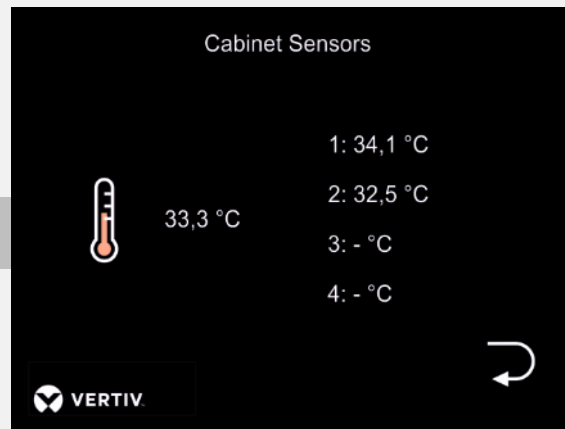 Cabinet Sensors
33,3 °C
1: 34,1 °C
2: 32,5 °C
3: - °C
4: - °C
VERTIV.